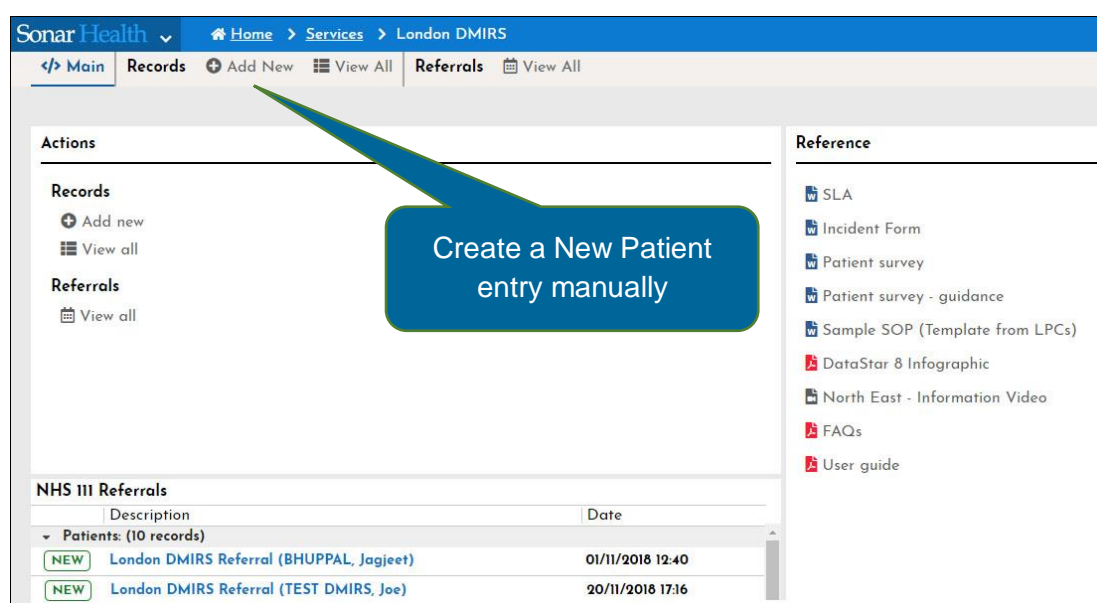 Sonar Health Home > Services > London DMIRS
</> Main Records Add New View All Referrals View All
Actions
Records
Add new
View all
Referrals
View all
Create a New Patient
entry manually
Reference
SLA
Incident Form
Patient survey
Patient survey - guidance
Sample SOP (Template from LPCs)
DataStar 8 Infographic
North East - Information Video
FAQs
User guide
NHS 111 Referrals
Description Date
Patients: (10 records)
NEW London DMIRS Referral (BHUPPAL, Jagjeet) 01/11/2018 12:40
NEW London DMIRS Referral (TEST DMIRS, Joe) 20/11/2018 17:16